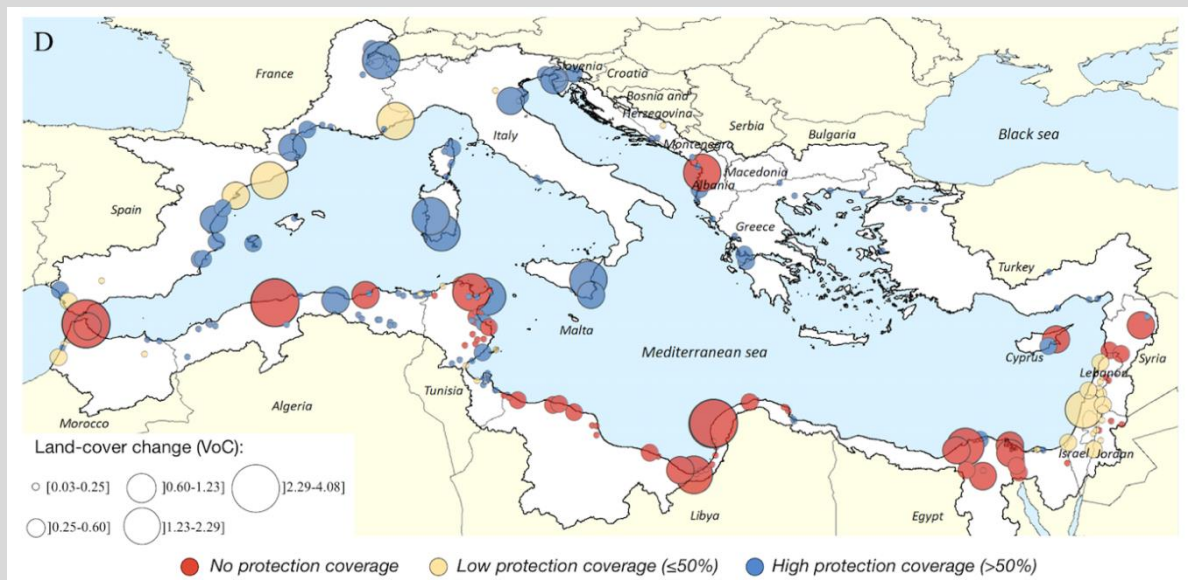 D
France
Slovenia
Croatia
Bosnia and
Herzegovina
Serbia
Italy
Bulgaria
Black sea
Montenegro
Macedonia
Albania
Spain
Greece
Turkey
Malta
Mediterranean sea
Cyprus
Syria
Lebanon
Tunisia
Algeria
Morocco
Israel
Jordan
Libya
Egypt
Land-cover change (VoC):
[0.03-0.25]
]0.60-1.23]
]2.29-4.08]
]0.25-0.60]
]1.23-2.29]
No protection coverage
Low protection coverage (≤50%)
High protection coverage (>50%)